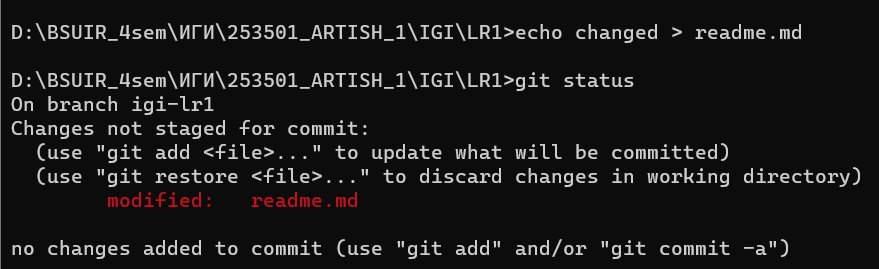 D:\BSUIR_4sem\ИГИ\253501_ARTISH_1\IGI\LR1>echo changed > readme.md
D:\BSUIR_4sem\ИГИ\253501_ARTISH_1\IGI\LR1>git status
On branch igi-lr1
Changes not staged for commit:
  (use "git add <file>..." to update what will be committed)
  (use "git restore <file>..." to discard changes in working directory)
        modified:   readme.md
no changes added to commit (use "git add" and/or "git commit -a")